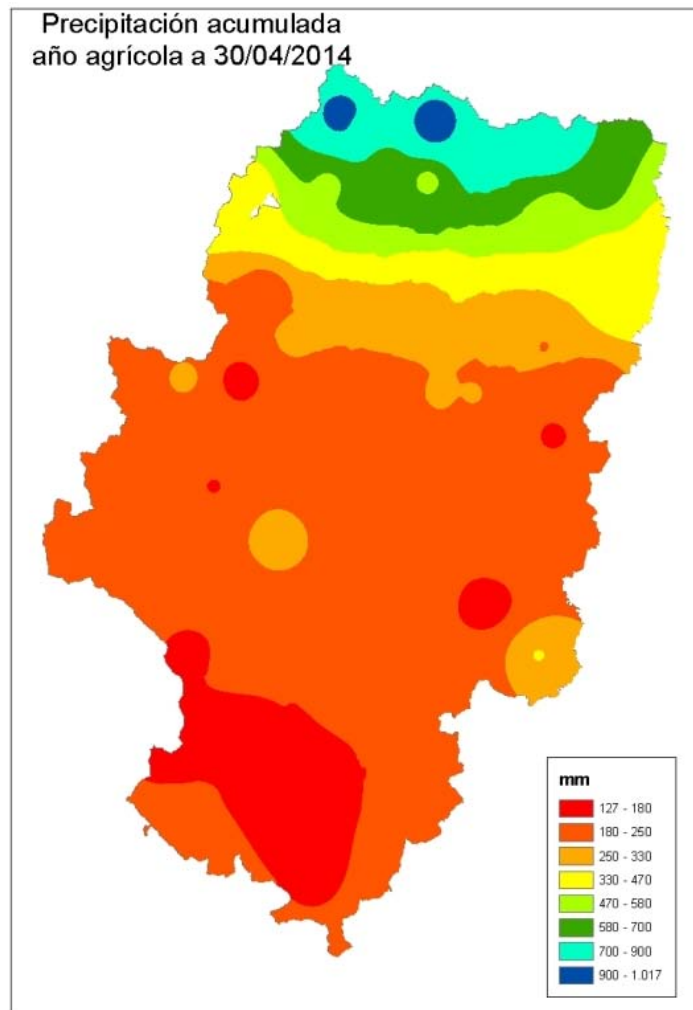 Precipitación acumulada
año agrícola a 30/04/2014
mm
127 - 180
180 - 250
250 - 330
330 - 470
470 - 580
580 - 700
700 - 900
900 - 1.017